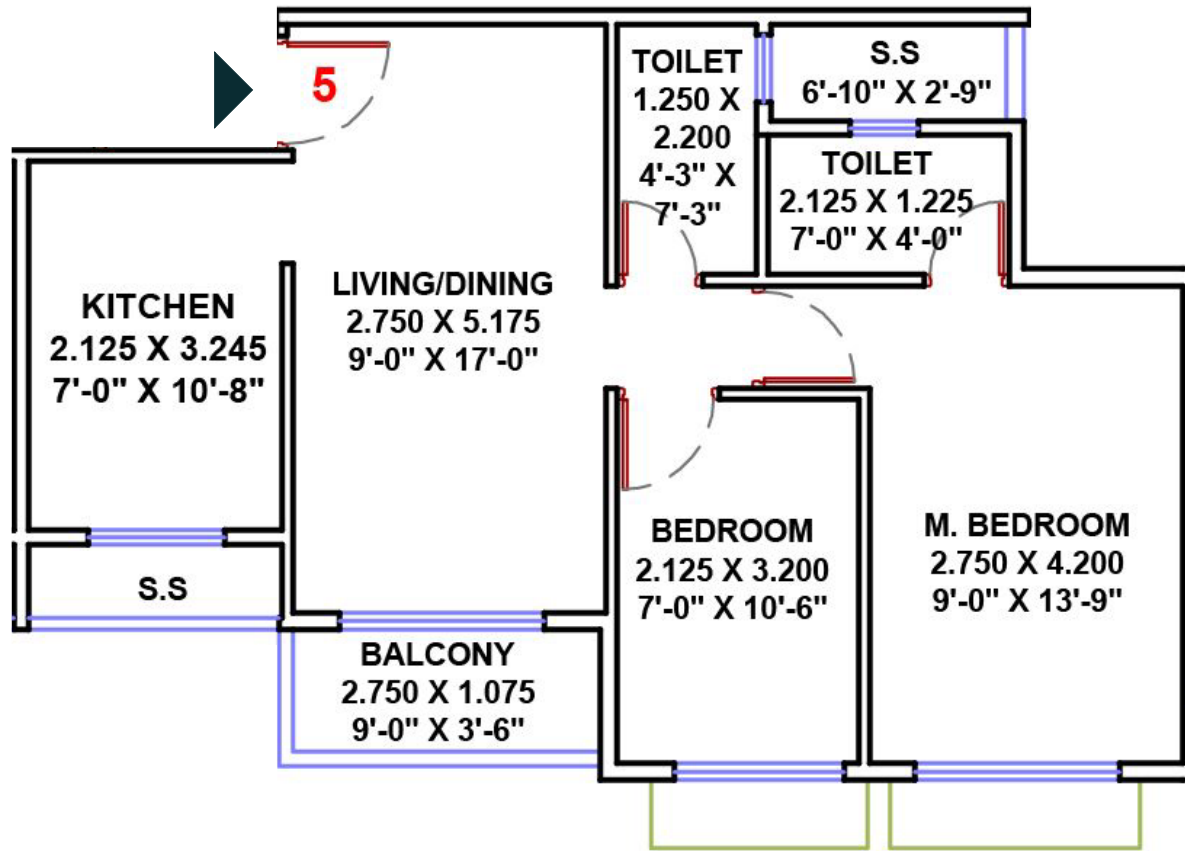 5
TOILET
1.250 X
2.200
4'-3" X
7'-3"
S.S
6'-10" X 2'-9"
TOILET
2.125 X 1.225
7'-0" X 4'-0"
KITCHEN
2.125 X 3.245
7'-0" X 10'-8"
LIVING/DINING
2.750 X 5.175
9'-0" X 17'-0"
BEDROOM
2.125 X 3.200
7'-0" X 10'-6"
M. BEDROOM
2.750 X 4.200
9'-0" X 13'-9"
S.S
BALCONY
2.750 X 1.075
9'-0" X 3'-6"